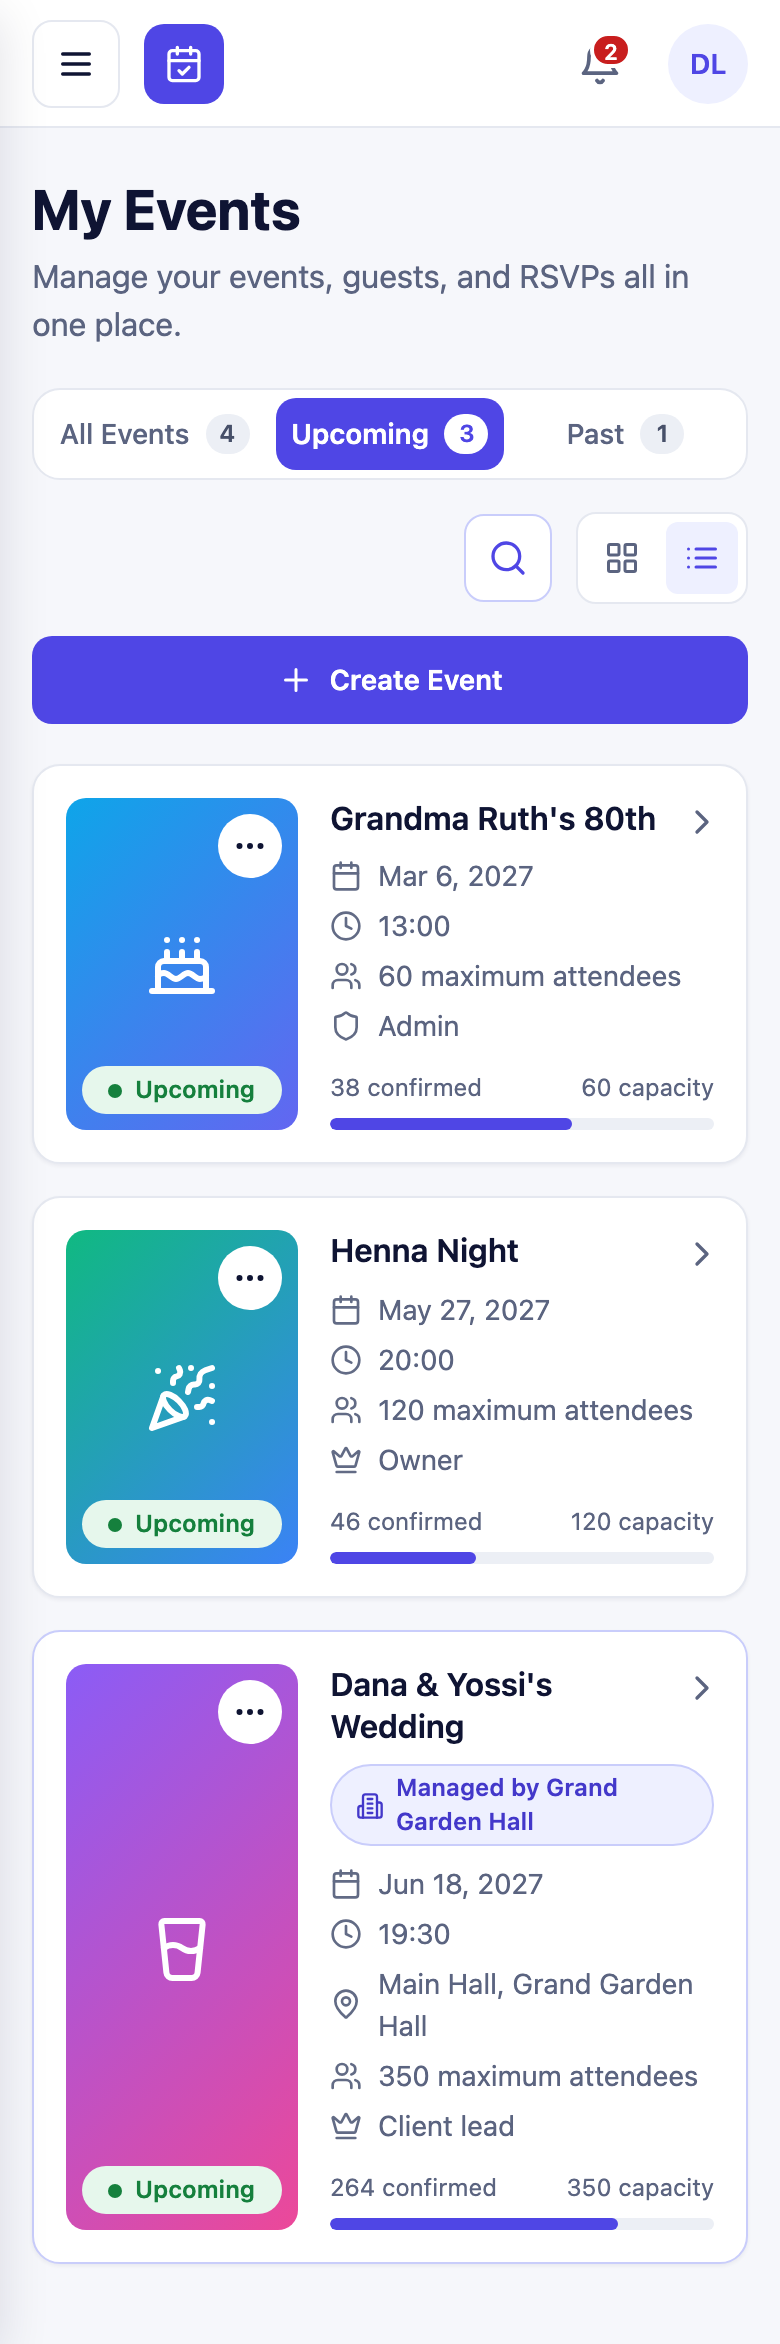 2
DL
My Events
Manage your events, guests, and RSVPs all in
one place.
All Events 4 Upcoming 3 Past 1
Create Event
Grandma Ruth's 80th
Mar 6, 2027
13:00
60 maximum attendees
Admin
Upcoming
38 confirmed 60 capacity
Henna Night
May 27, 2027
20:00
120 maximum attendees
Owner
Upcoming
46 confirmed 120 capacity
Dana & Yossi's
Wedding
Managed by Grand
Garden Hall
Jun 18, 2027
19:30
Main Hall, Grand Garden
Hall
350 maximum attendees
Client lead
Upcoming
264 confirmed 350 capacity